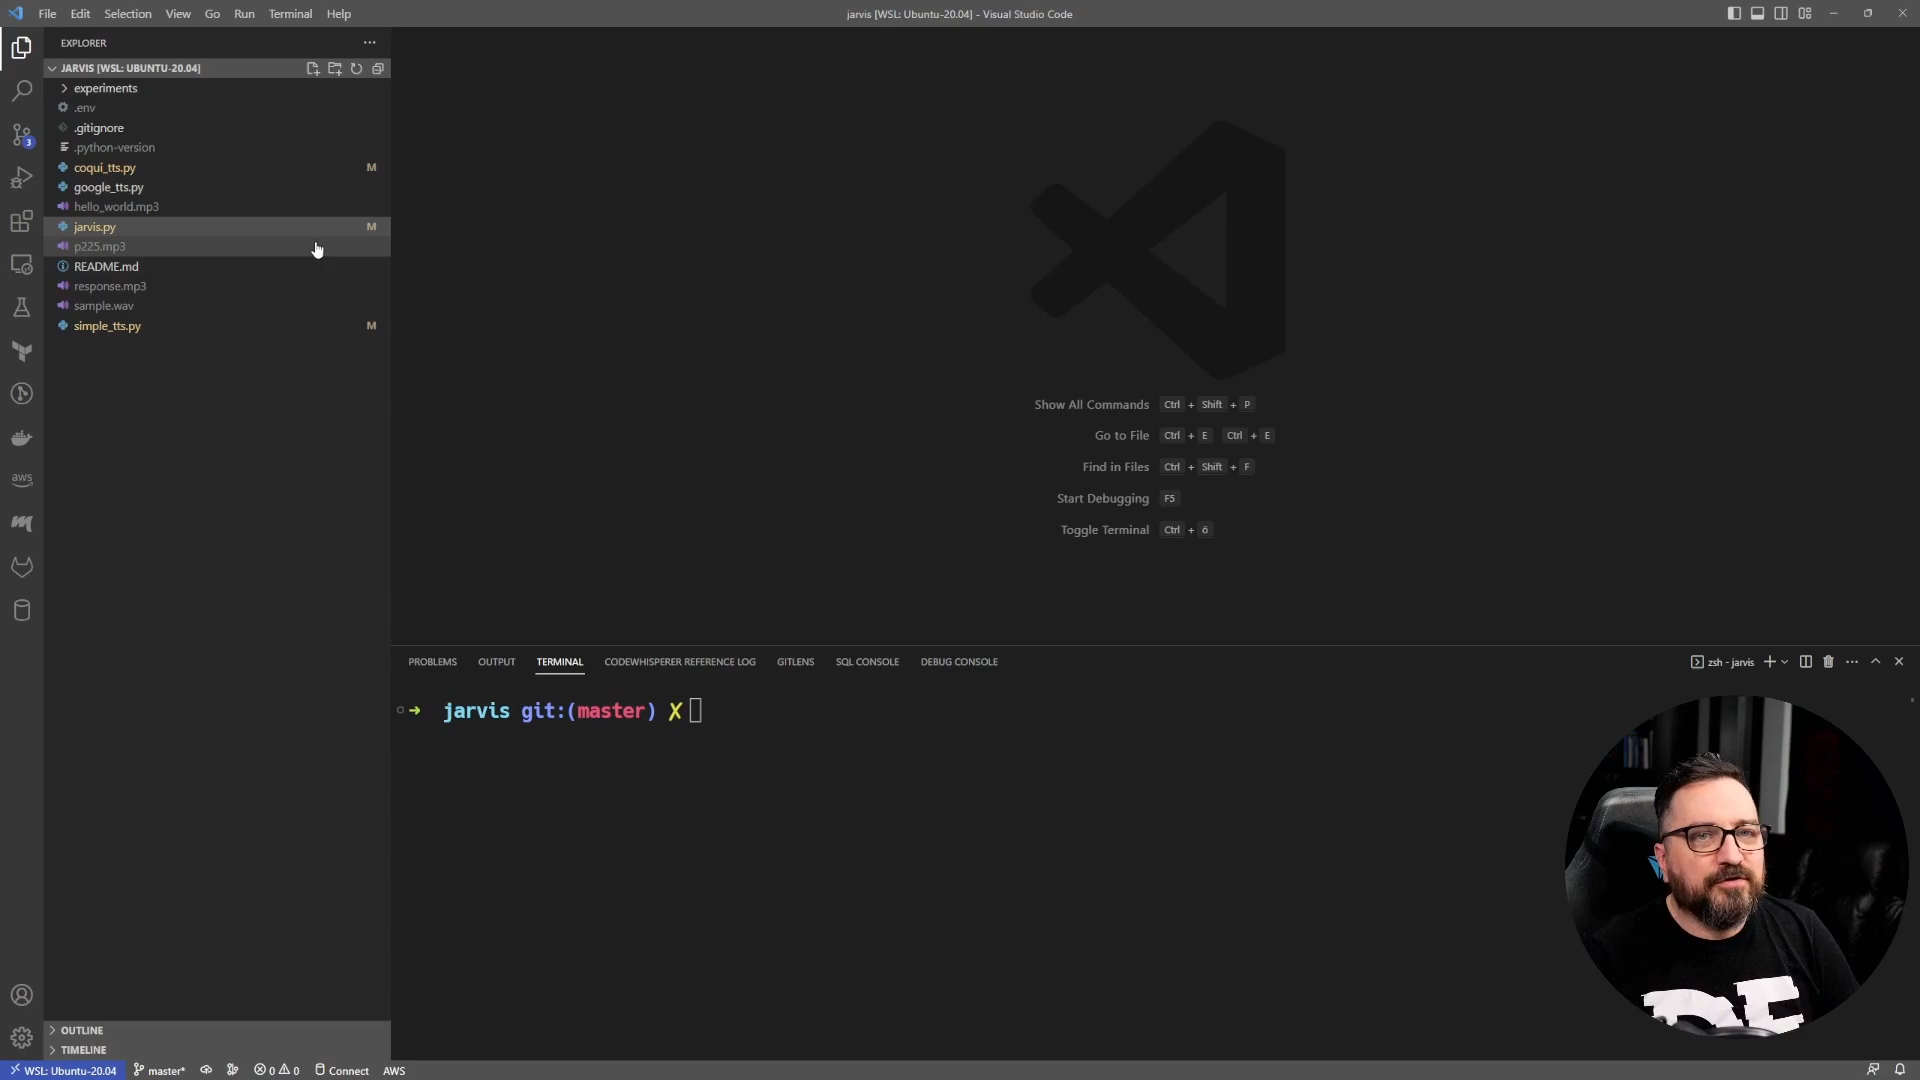 File Edit Selection View Go Run Terminal Help
jarvis [WSL: Ubuntu-20.04] - Visual Studio Code
EXPLORER
JARVIS [WSL: UBUNTU-20.04]
experiments
.env
.gitignore
.python-version
coqui_tts.py M
google_tts.py
hello_world.mp3
jarvis.py M
p225.mp3
README.md
response.mp3
sample.wav
simple_tts.py M
3
aws
Show All Commands Ctrl + Shift + P
Go to File Ctrl + E Ctrl + E
Find in Files Ctrl + Shift + F
Start Debugging F5
Toggle Terminal Ctrl + ö
PROBLEMS OUTPUT TERMINAL CODEWHISPERER REFERENCE LOG GITLENS SQL CONSOLE DEBUG CONSOLE
zsh - jarvis
➜ jarvis git:(master) ✗
OUTLINE
TIMELINE
WSL: Ubuntu-20.04 master* 0 0 Connect AWS